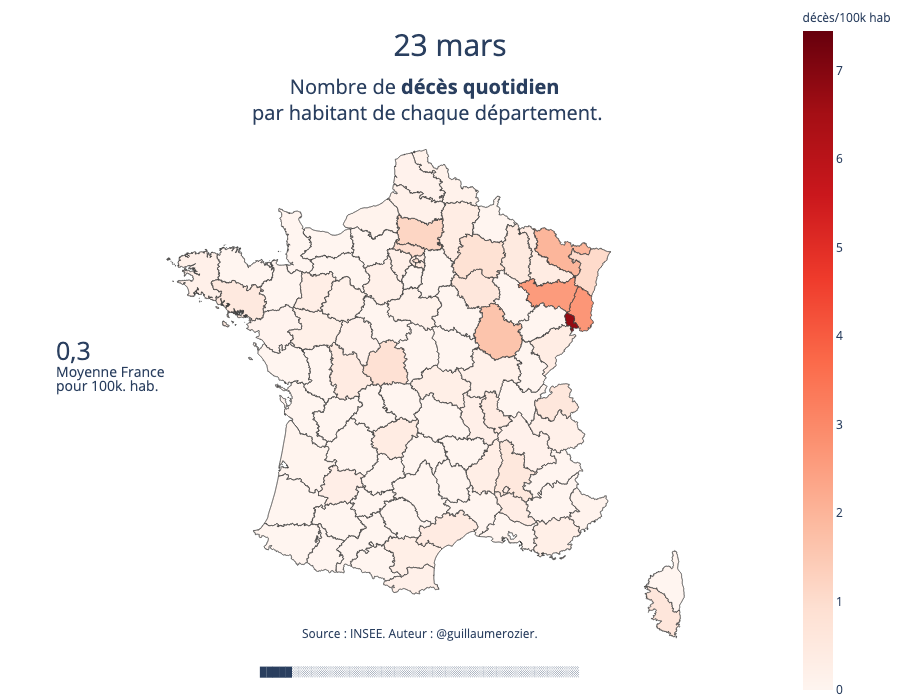 décès/100k hab
23 mars
Nombre de décès quotidien
par habitant de chaque département.
7
6
5
4
3
2
1
0
0,3
Moyenne France
pour 100k. hab.
Source : INSEE. Auteur : @guillaumerozier.